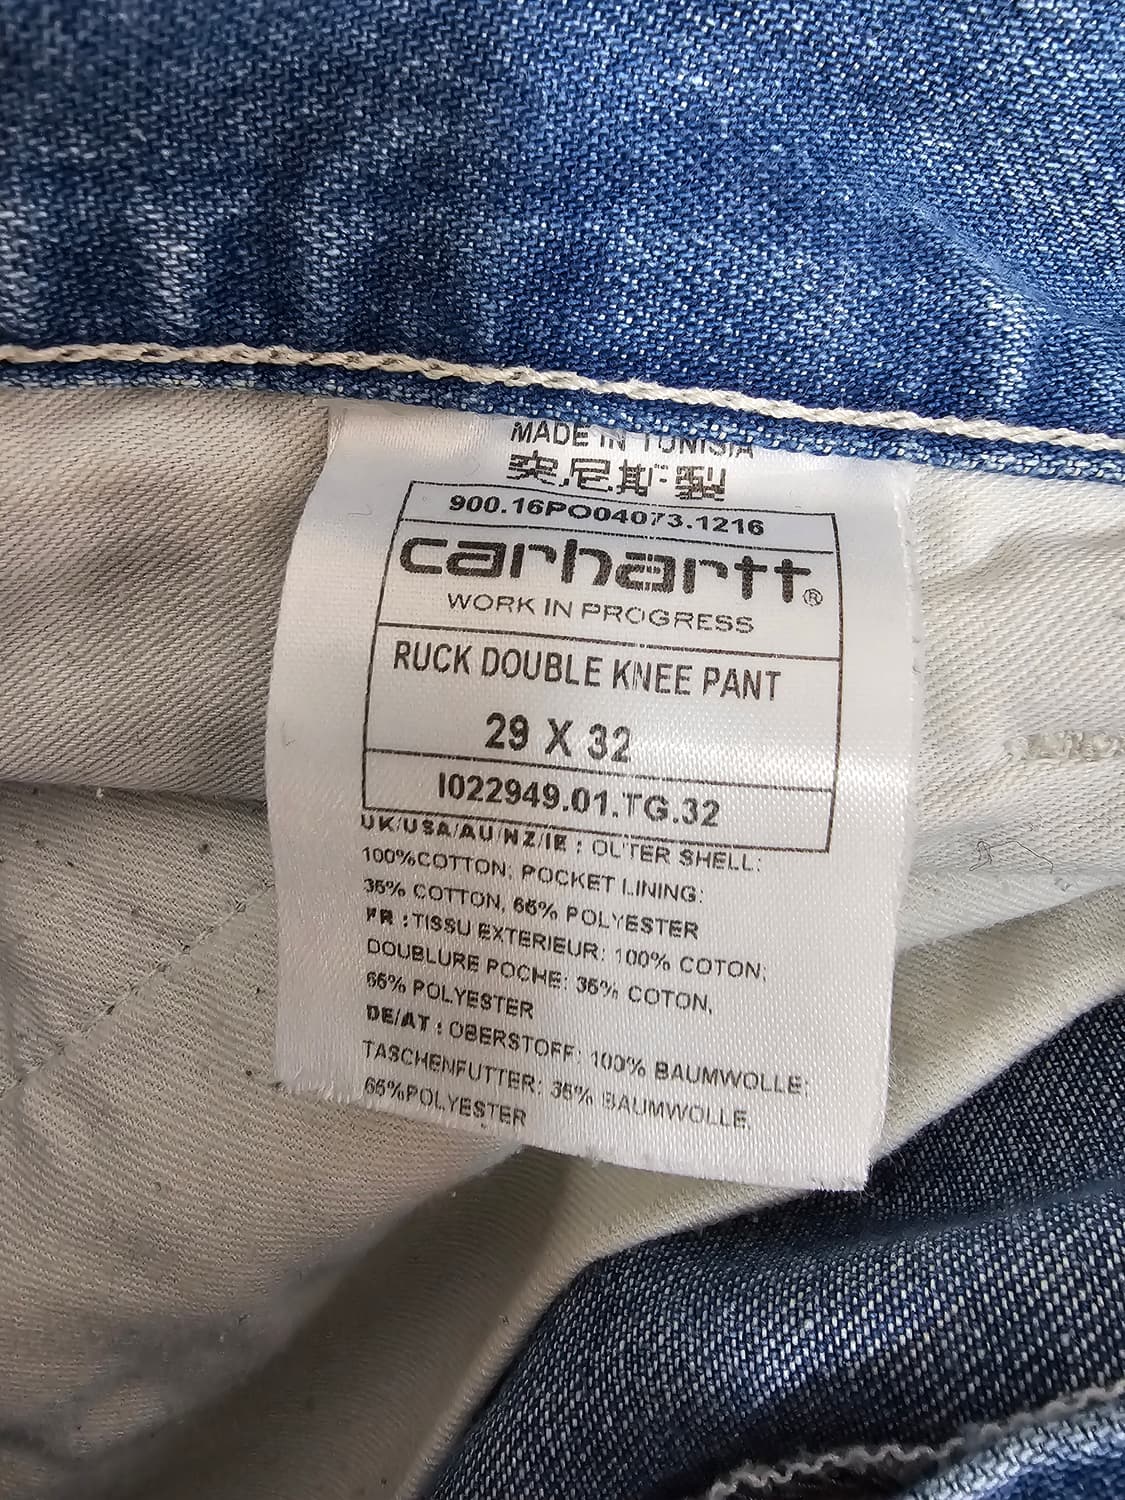 MADE IN TUNISIA
突尼斯製
900.16PO04073.1216
carhartt®
WORK IN PROGRESS
RUCK DOUBLE KNEE PANT
29 X 32
I022949.01.TG.32
UK/USA/AU/NZ/IE : OUTER SHELL:
100%COTTON; POCKET LINING:
35% COTTON, 65% POLYESTER
FR : TISSU EXTERIEUR: 100% COTON;
DOUBLURE POCHE: 35% COTON,
65% POLYESTER
DE/AT : OBERSTOFF: 100% BAUMWOLLE;
TASCHENFUTTER: 35% BAUMWOLLE,
65%POLYESTER